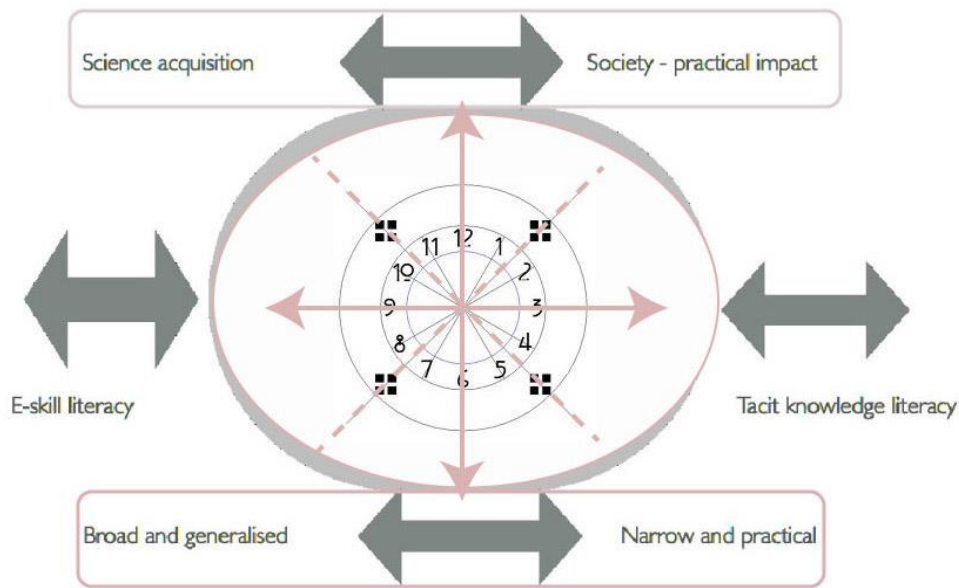 Science acquisition
Society - practical impact
12
11
1
10
2
9
3
8
4
7
5
6
E-skill literacy
Tacit knowledge literacy
Broad and generalised
Narrow and practical